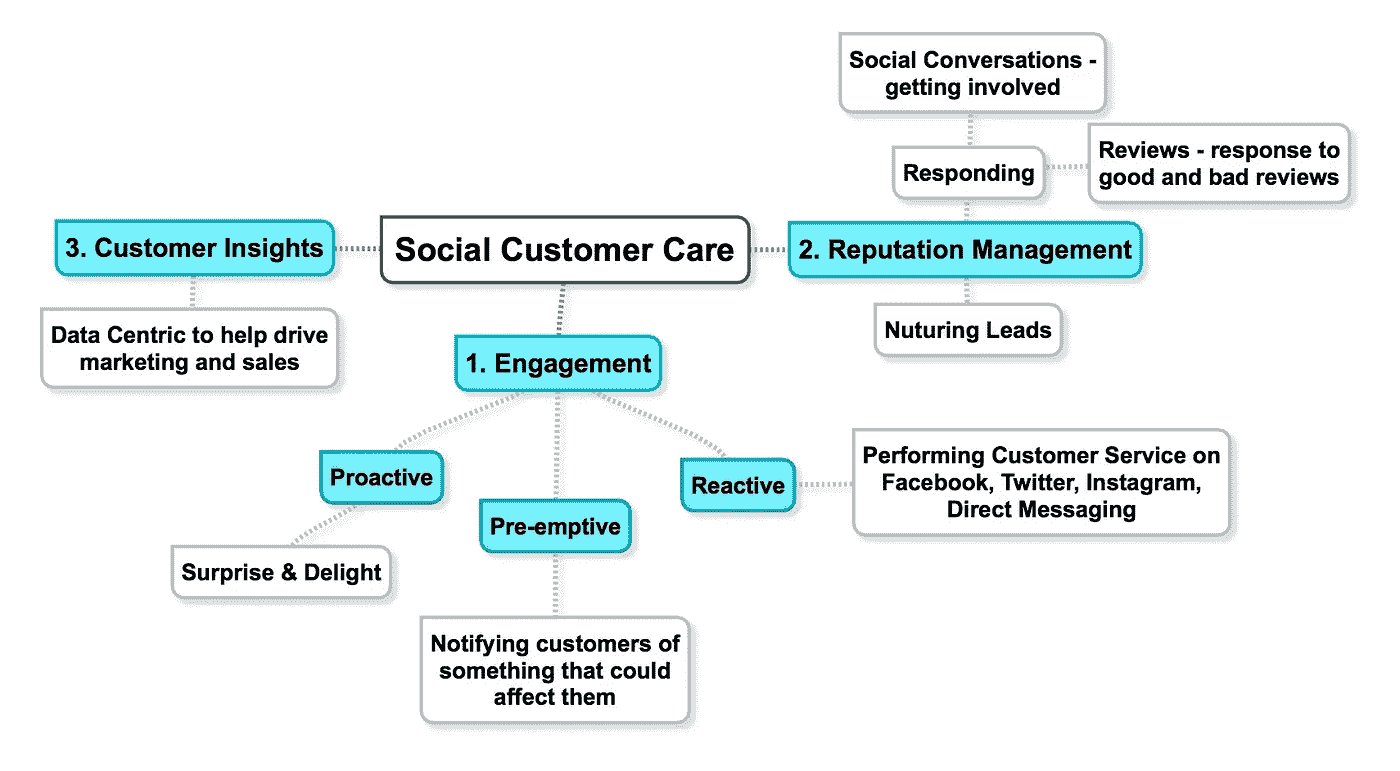 Social Conversations -
getting involved
Responding
Reviews - response to
good and bad reviews
3. Customer Insights
Social Customer Care
2. Reputation Management
Data Centric to help drive
marketing and sales
Nuturing Leads
1. Engagement
Proactive
Pre-emptive
Reactive
Performing Customer Service on
Facebook, Twitter, Instagram,
Direct Messaging
Surprise & Delight
Notifying customers of
something that could
affect them